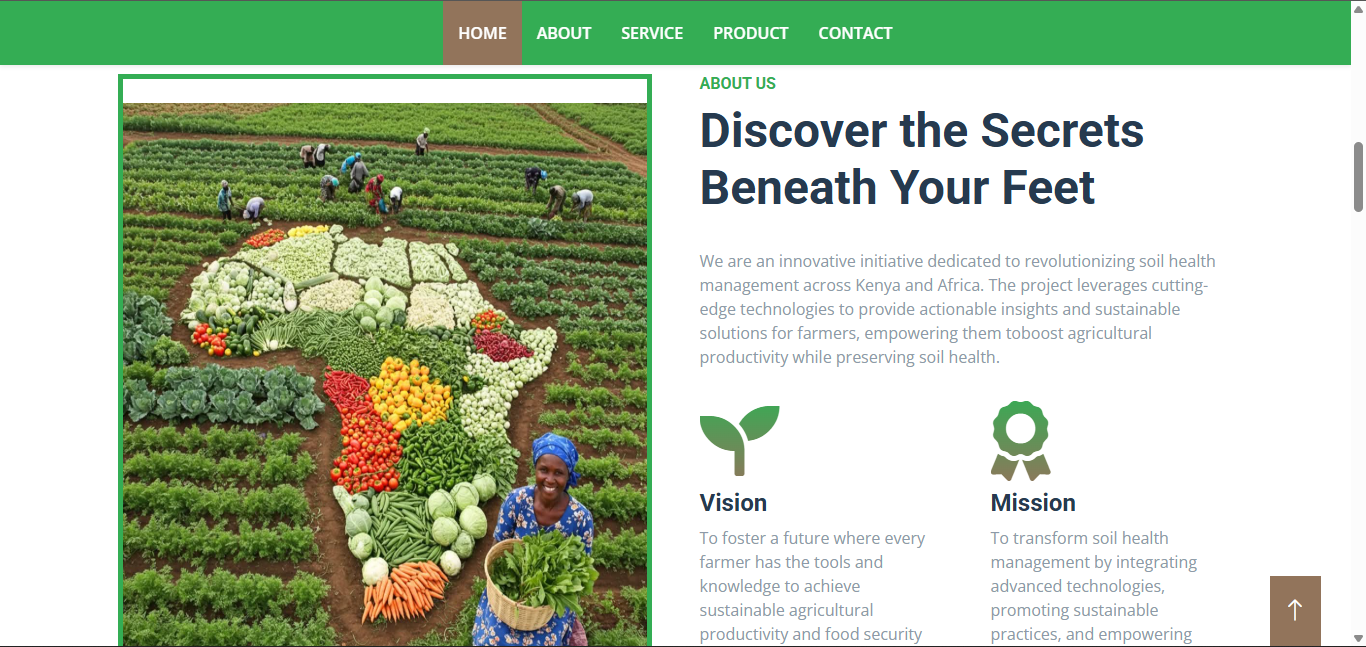 HOME ABOUT SERVICE PRODUCT CONTACT
ABOUT US
Discover the Secrets
Beneath Your Feet
We are an innovative initiative dedicated to revolutionizing soil health
management across Kenya and Africa. The project leverages cutting-
edge technologies to provide actionable insights and sustainable
solutions for farmers, empowering them toboost agricultural
productivity while preserving soil health.
Vision
To foster a future where every
farmer has the tools and
knowledge to achieve
sustainable agricultural
productivity and food security
Mission
To transform soil health
management by integrating
advanced technologies,
promoting sustainable
practices, and empowering